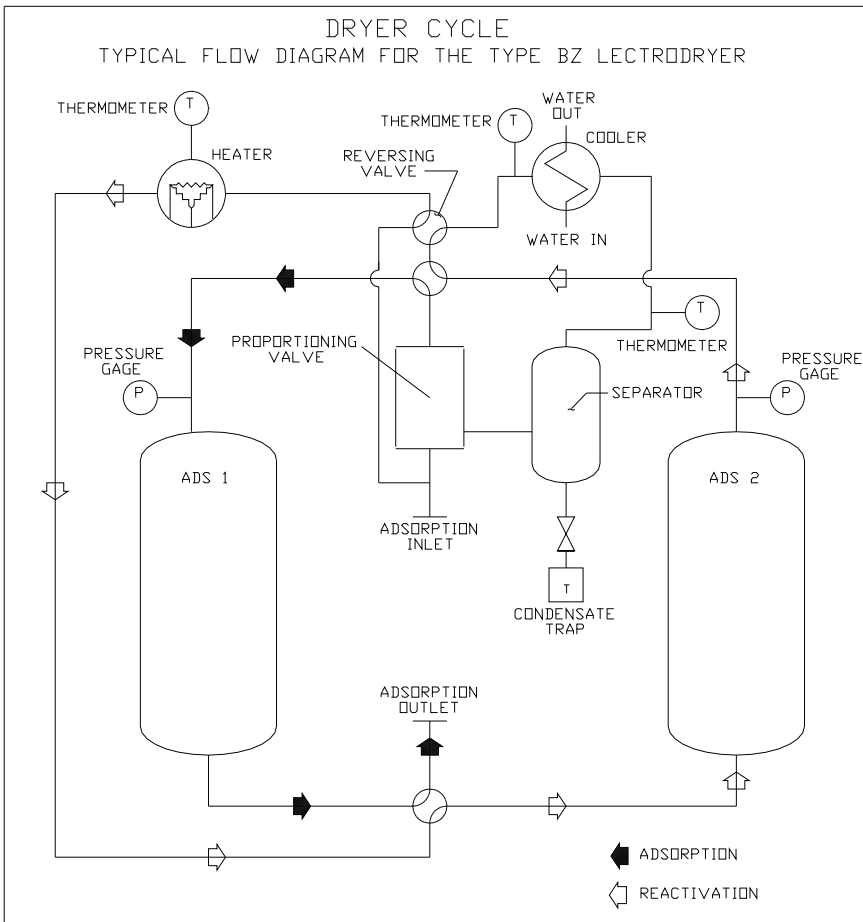 DRYER CYCLE
TYPICAL FLOW DIAGRAM FOR THE TYPE BZ LECTRODRYER
THERMOMETER
T
HEATER
REVERSING
VALVE
THERMOMETER
T
WATER
OUT
COOLER
WATER IN
PRESSURE
GAGE
P
PROPORTIONING
VALVE
T
THERMOMETER
SEPARATOR
PRESSURE
GAGE
P
ADS 1
ADS 2
ADSORPTION
INLET
T
CONDENSATE
TRAP
ADSORPTION
OUTLET
ADSORPTION
REACTIVATION